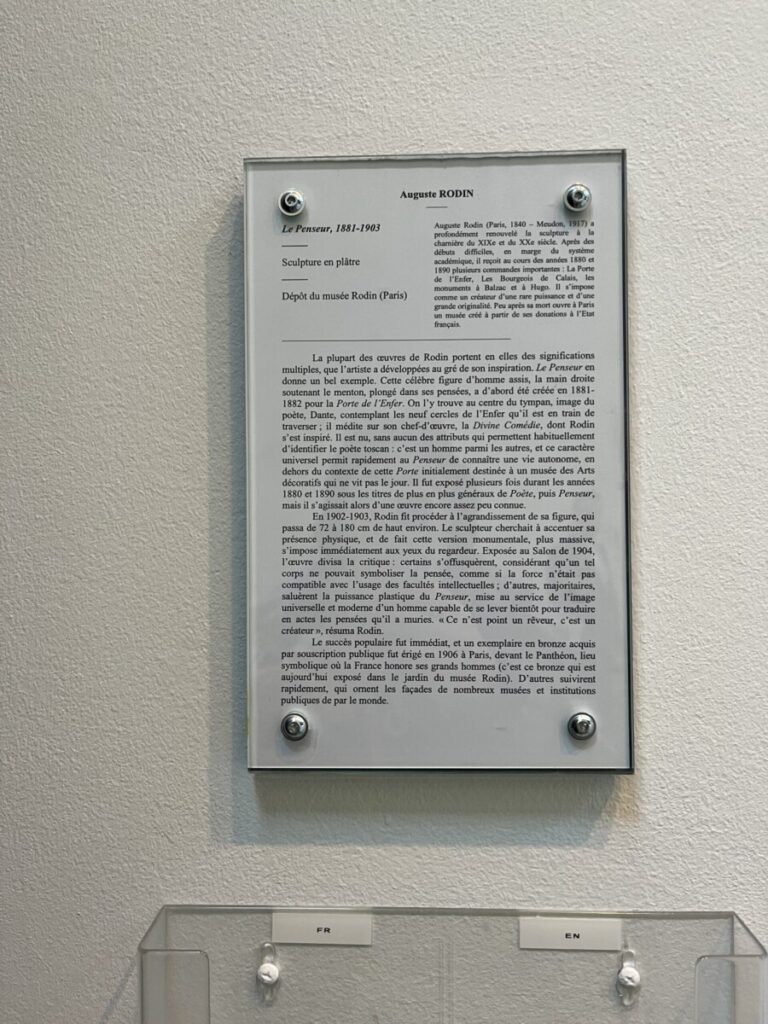 Auguste RODIN
Le Penseur, 1881-1903
Sculpture en plâtre
Dépôt du musée Rodin (Paris)
Auguste Rodin (Paris, 1840 – Meudon, 1917) a
profondément renouvelé la sculpture à la
charnière du XIXe et du XXe siècle. Après des
débuts difficiles, en marge du système
académique, il reçoit au cours des années 1880 et
1890 plusieurs commandes importantes : La Porte
de l'Enfer, Les Bourgeois de Calais, les
monuments à Balzac et à Hugo. Il s'impose
comme un créateur d'une rare puissance et d'une
grande originalité. Peu après sa mort ouvre à Paris
un musée créé à partir de ses donations à l'Etat
français.
La plupart des œuvres de Rodin portent en elles des significations
multiples, que l'artiste a développées au gré de son inspiration. Le Penseur en
donne un bel exemple. Cette célèbre figure d'homme assis, la main droite
soutenant le menton, plongé dans ses pensées, a d'abord été créée en 1881-
1882 pour la Porte de l'Enfer. On l'y trouve au centre du tympan, image du
poète, Dante, contemplant les neuf cercles de l'Enfer qu'il est en train de
traverser ; il médite sur son chef-d'œuvre, la Divine Comédie, dont Rodin
s'est inspiré. Il est nu, sans aucun des attributs qui permettent habituellement
d'identifier le poète toscan : c'est un homme parmi les autres, et ce caractère
universel permit rapidement au Penseur de connaître une vie autonome, en
dehors du contexte de cette Porte initialement destinée à un musée des Arts
décoratifs qui ne vit pas le jour. Il fut exposé plusieurs fois durant les années
1880 et 1890 sous les titres de plus en plus généraux de Poète, puis Penseur,
mais il s'agissait alors d'une œuvre encore assez peu connue.
En 1902-1903, Rodin fit procéder à l'agrandissement de sa figure, qui
passa de 72 à 180 cm de haut environ. Le sculpteur cherchait à accentuer sa
présence physique, et de fait cette version monumentale, plus massive,
s'impose immédiatement aux yeux du regardeur. Exposée au Salon de 1904,
l'œuvre divisa la critique : certains s'offusquèrent, considérant qu'un tel
corps ne pouvait symboliser la pensée, comme si la force n'était pas
compatible avec l'usage des facultés intellectuelles ; d'autres, majoritaires,
saluèrent la puissance plastique du Penseur, mise au service de l'image
universelle et moderne d'un homme capable de se lever bientôt pour traduire
en actes les pensées qu'il a muries. « Ce n'est point un rêveur, c'est un
créateur », résuma Rodin.
Le succès populaire fut immédiat, et un exemplaire en bronze acquis
par souscription publique fut érigé en 1906 à Paris, devant le Panthéon, lieu
symbolique où la France honore ses grands hommes (c'est ce bronze qui est
aujourd'hui exposé dans le jardin du musée Rodin). D'autres suivirent
rapidement, qui ornent les façades de nombreux musées et institutions
publiques de par le monde.
FR
EN